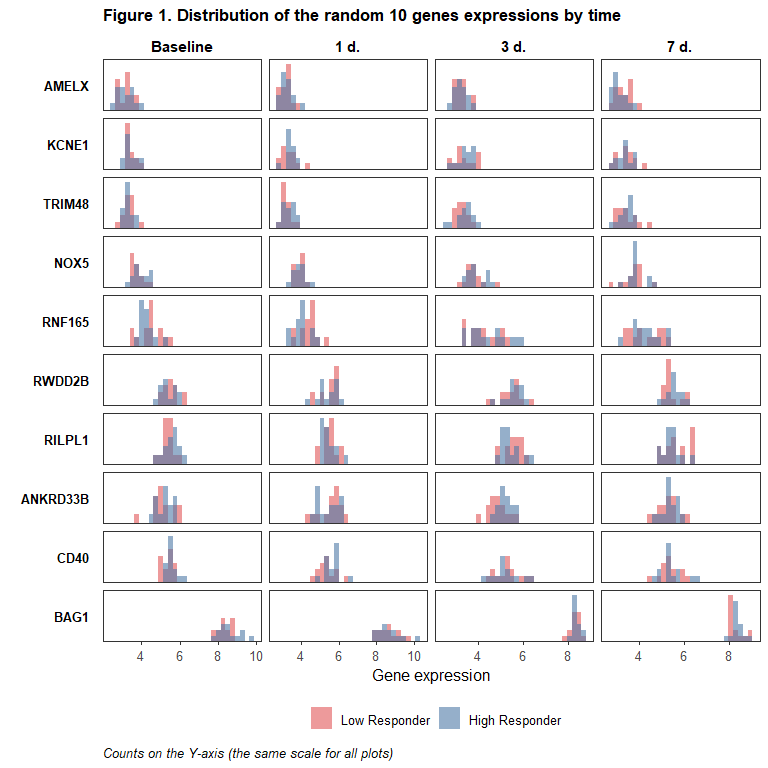 Figure 1. Distribution of the random 10 genes expressions by time
Baseline 1 d. 3 d. 7 d.
AMELX
KCNE1
TRIM48
NOX5
RNF165
RWDD2B
RILPL1
ANKRD33B
CD40
BAG1
4 6 8 10 4 6 8 10 4 6 8 4 6 8
Gene expression
Low Responder High Responder
Counts on the Y-axis (the same scale for all plots)